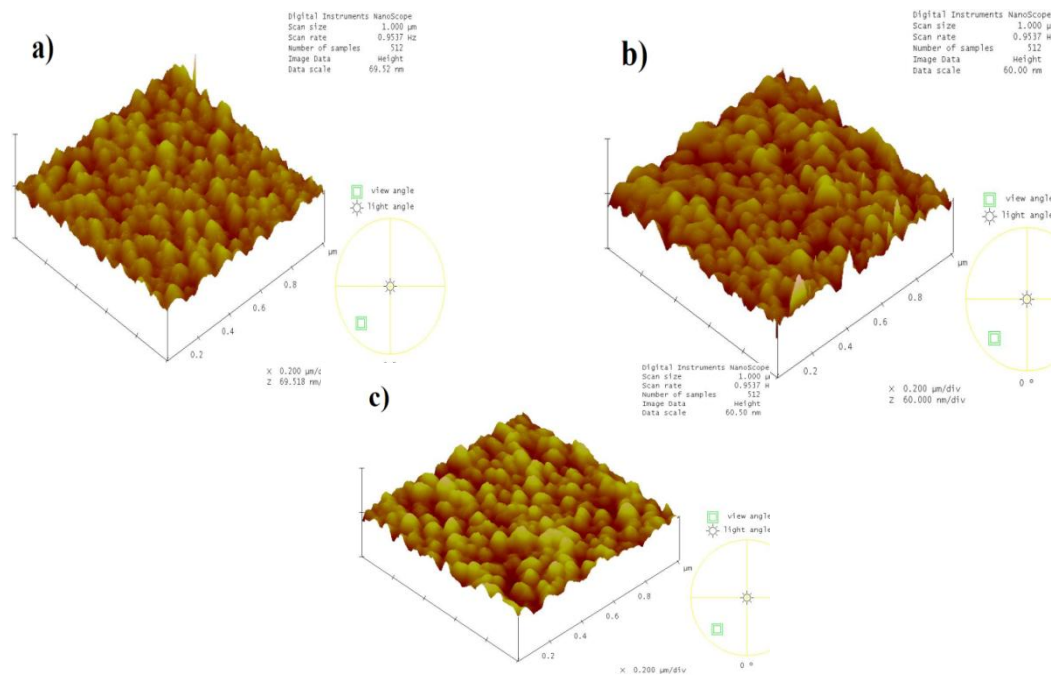 a)
Digital Instruments NanoScope
Scan size 1.000 µm
Scan rate 0.9537 Hz
Number of samples 512
Image Data Height
Data scale 69.52 nm
view angle
light angle
µm
0.8
0.6
0.4
0.2
X 0.200 µm/d
Z 69.518 nm/
b)
Digital Instruments NanoScope
Scan size 1.000 µ
Scan rate 0.9537 H
Number of samples 512
Image Data Height
Data scale 60.00 nm
view angle
light angle
µm
0.8
0.6
0.4
0.2
X 0.200 µm/div
Z 60.000 nm/div
0 °
c)
Digital Instruments NanoScope
Scan size 1.000 µ
Scan rate 0.9537 H
Number of samples 512
Image Data Height
Data scale 60.50 nm
view angle
light angle
µm
0.8
0.6
0.4
0.2
X 0.200 µm/div
0 °